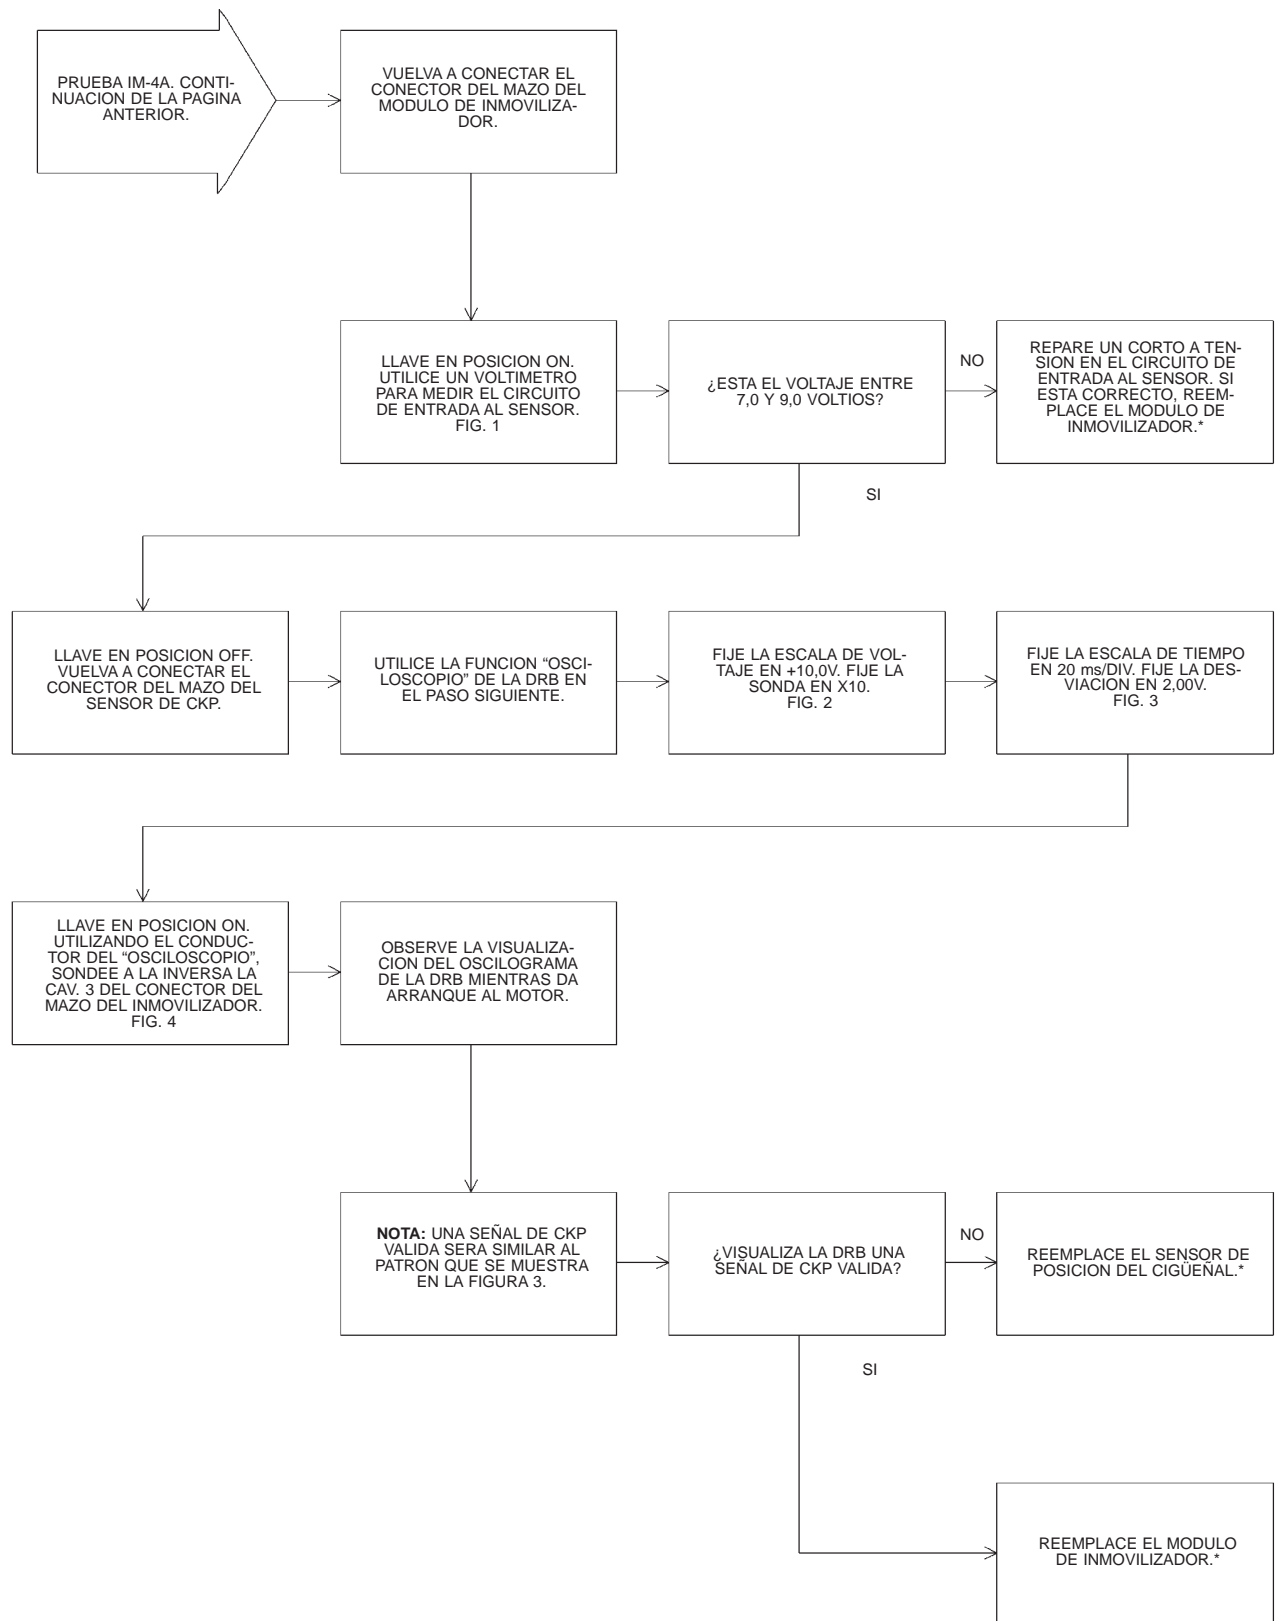 PRUEBA IM-4A. CONTI-
NUACION DE LA PAGINA
ANTERIOR.
VUELVA A CONECTAR EL
CONECTOR DEL MAZO DEL
MODULO DE INMOVILIZA-
DOR.
LLAVE EN POSICION ON.
UTILICE UN VOLTIMETRO
PARA MEDIR EL CIRCUITO
DE ENTRADA AL SENSOR.
FIG. 1
¿ESTA EL VOLTAJE ENTRE
7,0 Y 9,0 VOLTIOS?
NO
REPARE UN CORTO A TEN-
SION EN EL CIRCUITO DE
ENTRADA AL SENSOR. SI
ESTA CORRECTO, REEM-
PLACE EL MODULO DE
INMOVILIZADOR.*
SI
LLAVE EN POSICION OFF.
VUELVA A CONECTAR EL
CONECTOR DEL MAZO DEL
SENSOR DE CKP.
UTILICE LA FUNCION “OSCI-
LOSCOPIO” DE LA DRB EN
EL PASO SIGUIENTE.
FIJE LA ESCALA DE VOL-
TAJE EN +10,0V. FIJE LA
SONDA EN X10.
FIG. 2
FIJE LA ESCALA DE TIEMPO
EN 20 ms/DIV. FIJE LA DES-
VIACION EN 2,00V.
FIG. 3
LLAVE EN POSICION ON.
UTILIZANDO EL CONDUC-
TOR DEL “OSCILOSCOPIO”,
SONDEE A LA INVERSA LA
CAV. 3 DEL CONECTOR DEL
MAZO DEL INMOVILIZADOR.
FIG. 4
OBSERVE LA VISUALIZA-
CION DEL OSCILOGRAMA
DE LA DRB MIENTRAS DA
ARRANQUE AL MOTOR.
NOTA: UNA SEÑAL DE CKP
VALIDA SERA SIMILAR AL
PATRON QUE SE MUESTRA
EN LA FIGURA 3.
¿VISUALIZA LA DRB UNA
SEÑAL DE CKP VALIDA?
NO
REEMPLACE EL SENSOR DE
POSICION DEL CIGÜEÑAL.*
SI
REEMPLACE EL MODULO
DE INMOVILIZADOR.*